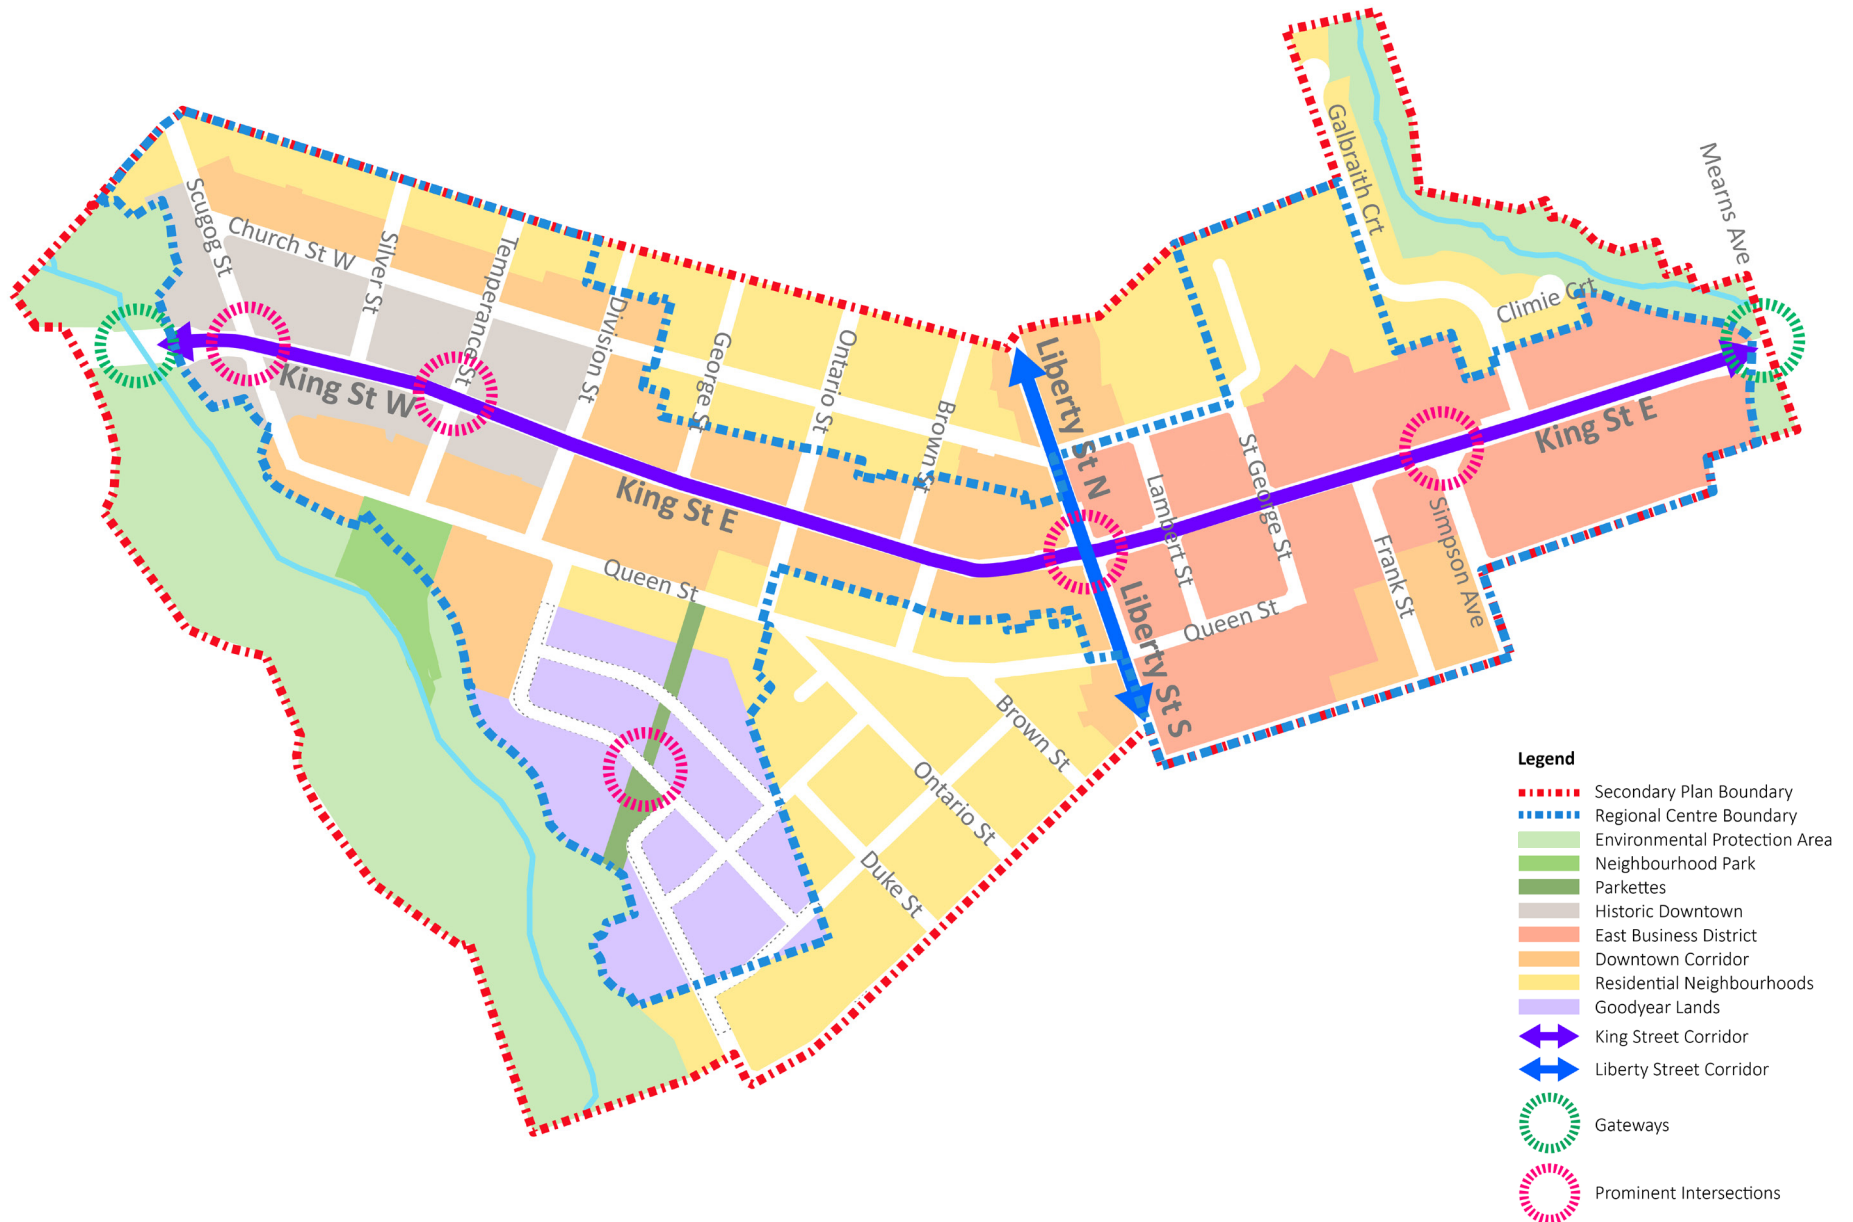 Galbraith Crt
Mearns Ave
Scugog St
Church St W
Silver St
Temperance St
Division St
George St
Ontario St
Brown St
Liberty St N
Climie Crt
King St W
King St E
King St E
Lambert St
St George St
Frank St
Simpson Ave
Queen St
Queen St
Liberty St S
Brown St
Ontario St
Duke St
Legend
Secondary Plan Boundary
Regional Centre Boundary
Environmental Protection Area
Neighbourhood Park
Parkettes
Historic Downtown
East Business District
Downtown Corridor
Residential Neighbourhoods
Goodyear Lands
King Street Corridor
Liberty Street Corridor
Gateways
Prominent Intersections